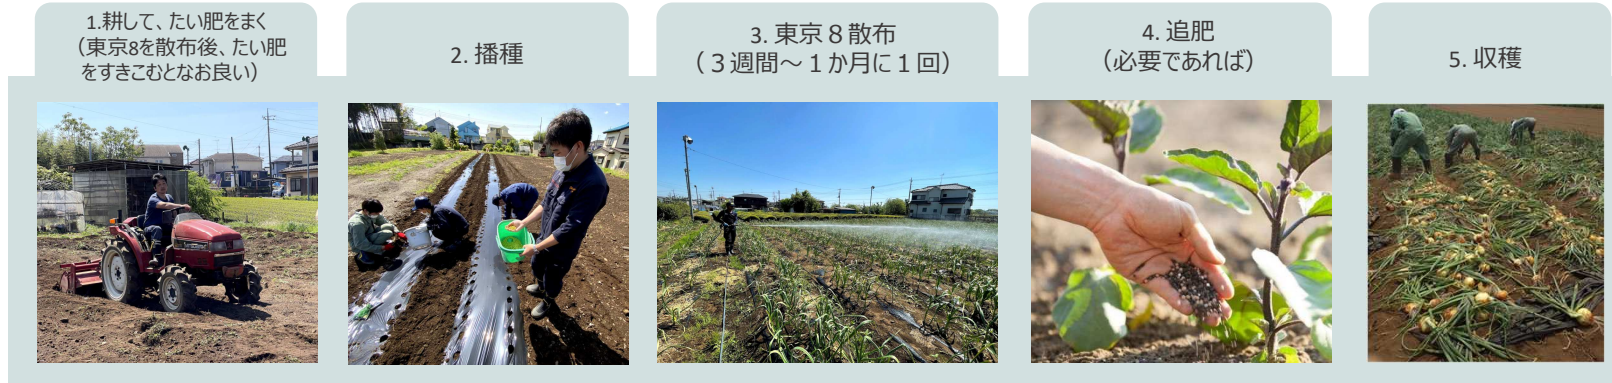 1.耕して、たい肥をまく
（東京8を散布後、たい肥
をすきこむとなお良い）
2. 播種
3. 東京８散布
（３週間～１か月に１回）
4. 追肥
（必要であれば）
5. 収穫